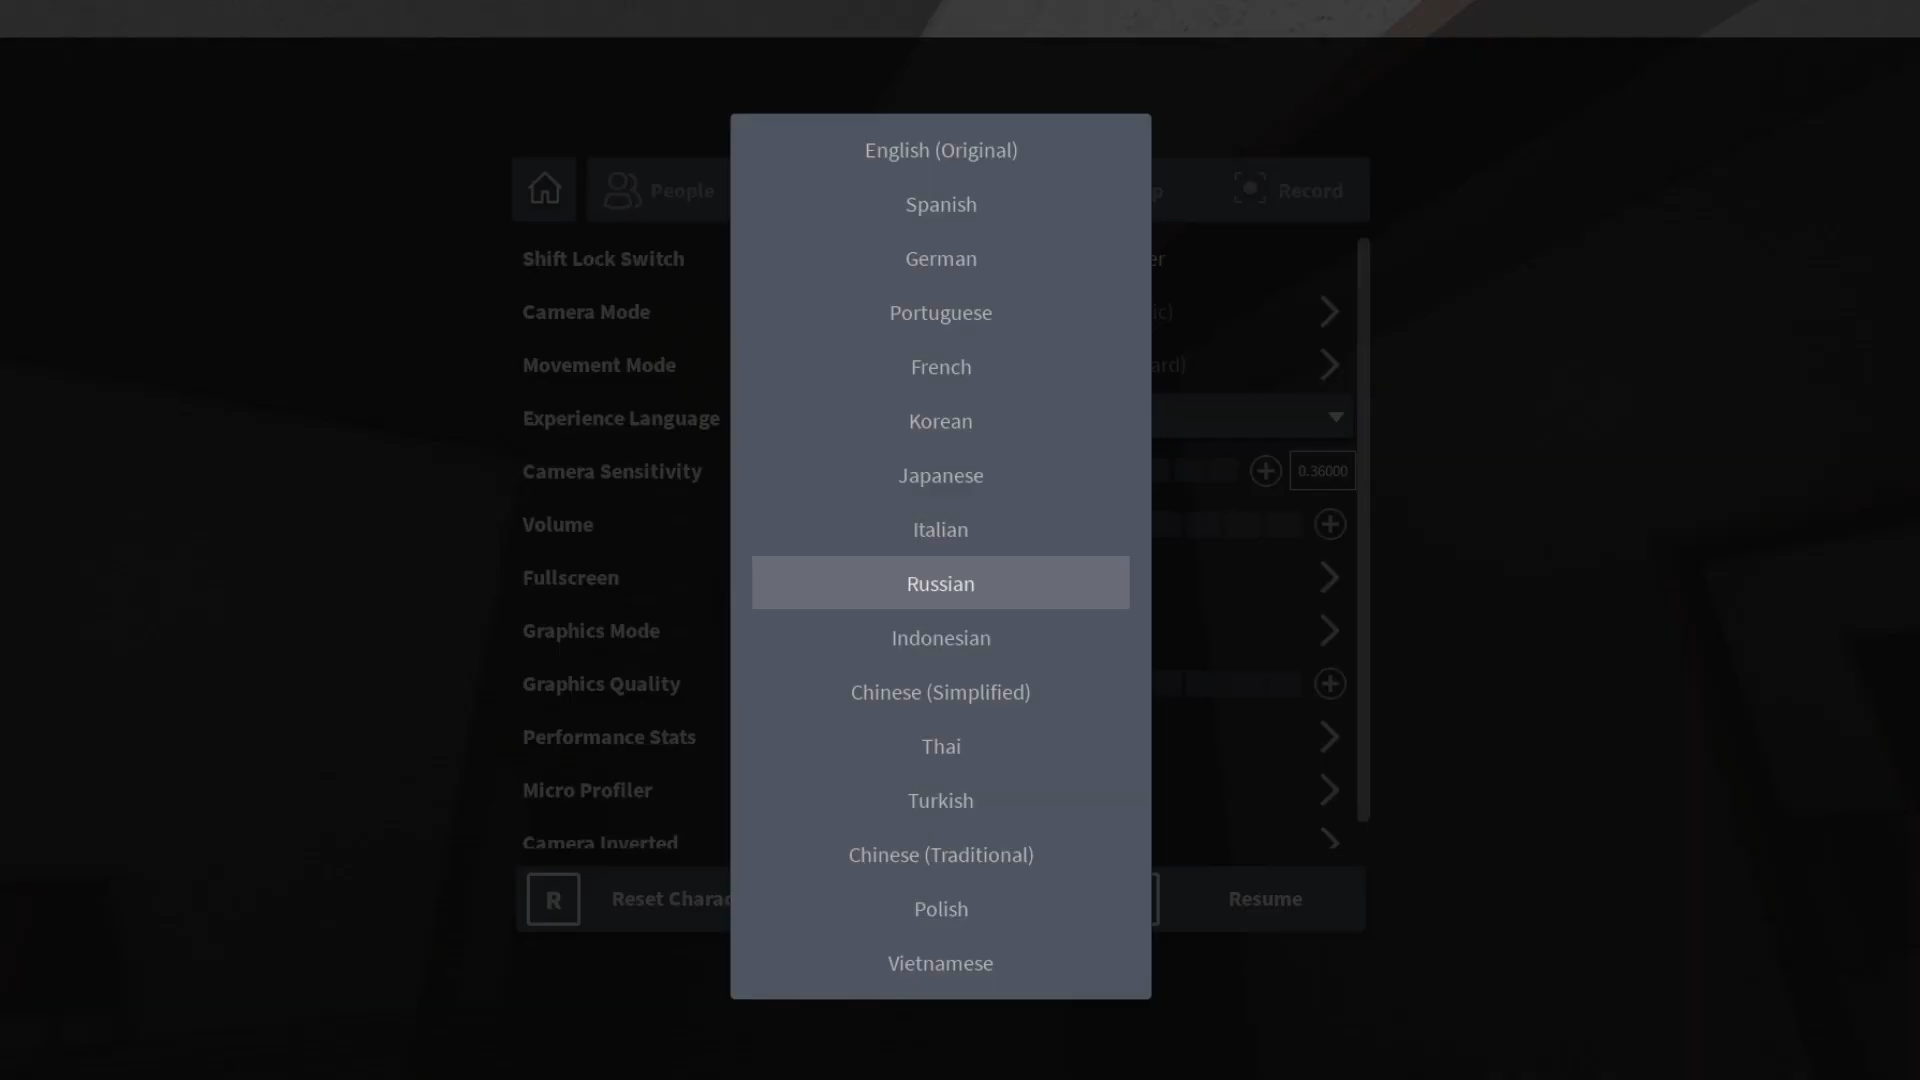 English (Original)
Spanish
German
Portuguese
French
Korean
Japanese
Italian
Russian
Indonesian
Chinese (Simplified)
Thai
Turkish
Chinese (Traditional)
Polish
Vietnamese
People
Record
Shift Lock Switch
Camera Mode
Movement Mode
Experience Language
Camera Sensitivity
0.36000
Volume
Fullscreen
Graphics Mode
Graphics Quality
Performance Stats
Micro Profiler
Camera Inverted
R
Reset
Resume